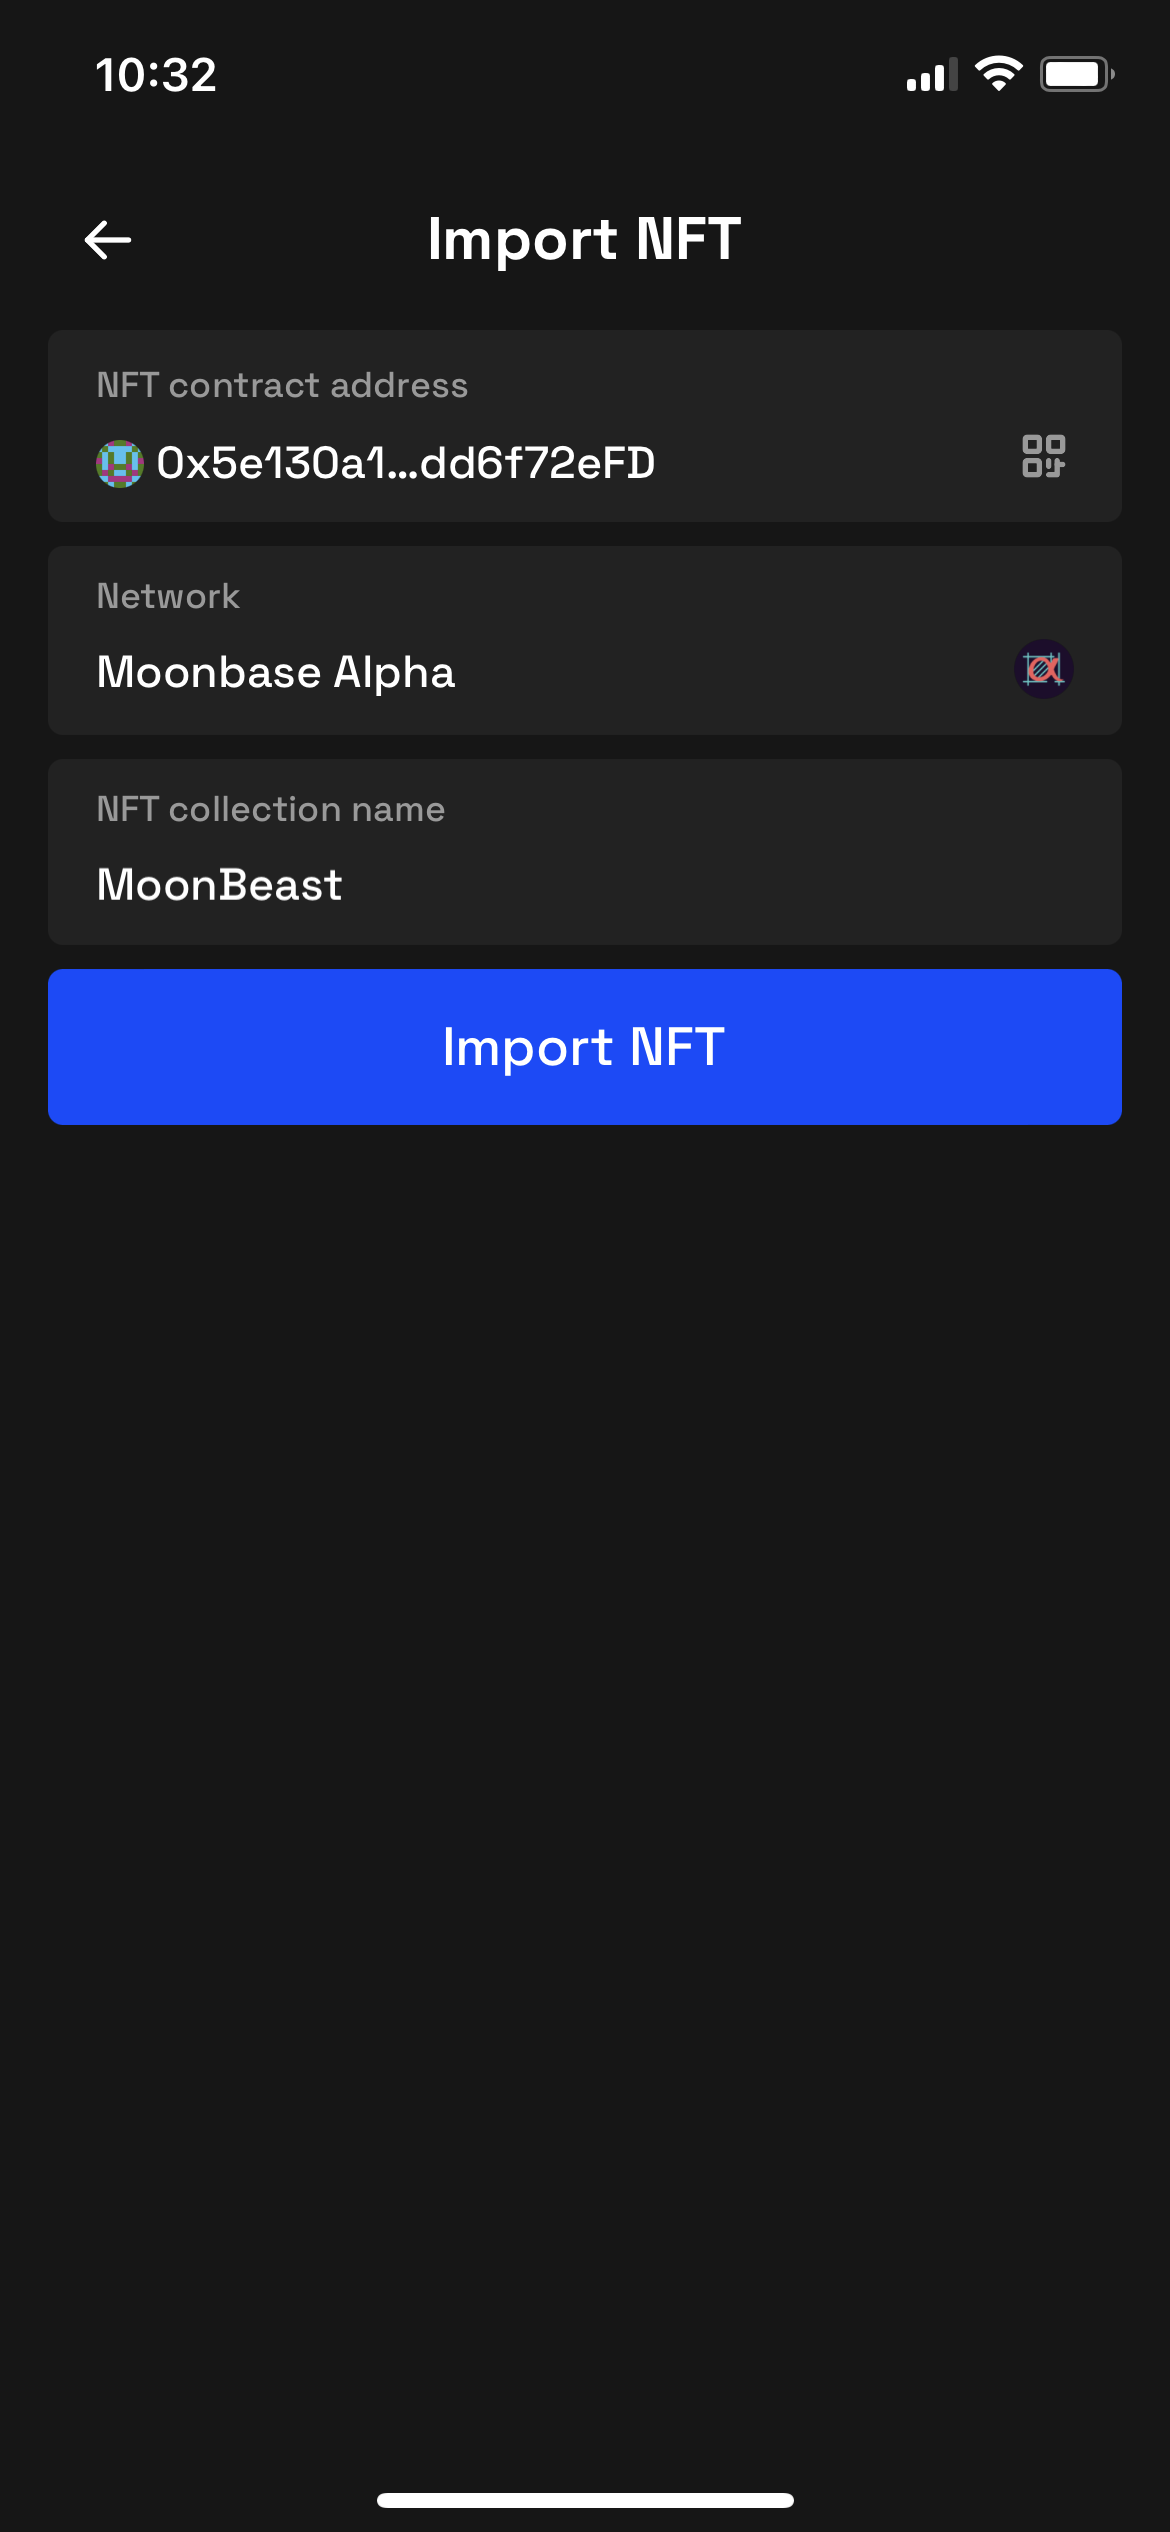 10:32
Import NFT
NFT contract address
0x5e130a1...dd6f72eFD
Network
Moonbase Alpha
NFT collection name
MoonBeast
Import NFT